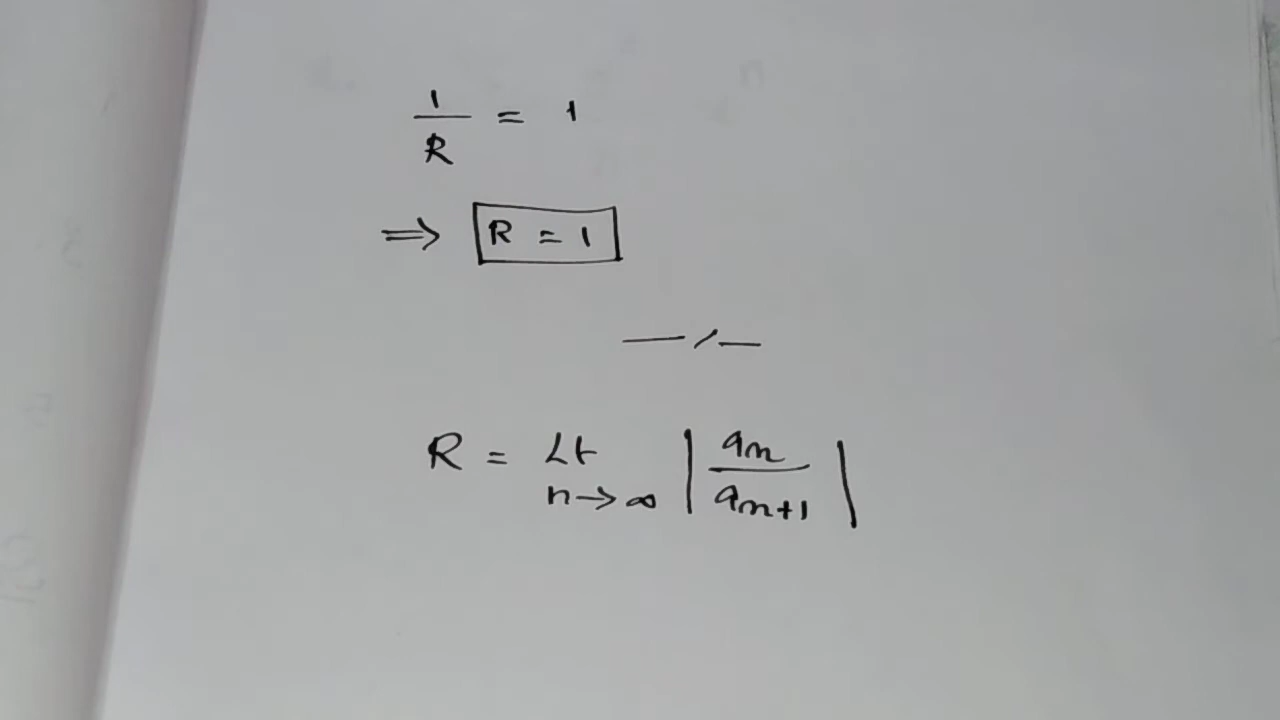 1/R = 1
⇒ R = 1
— / —
R = Lt n→∞ | an / an+1 |